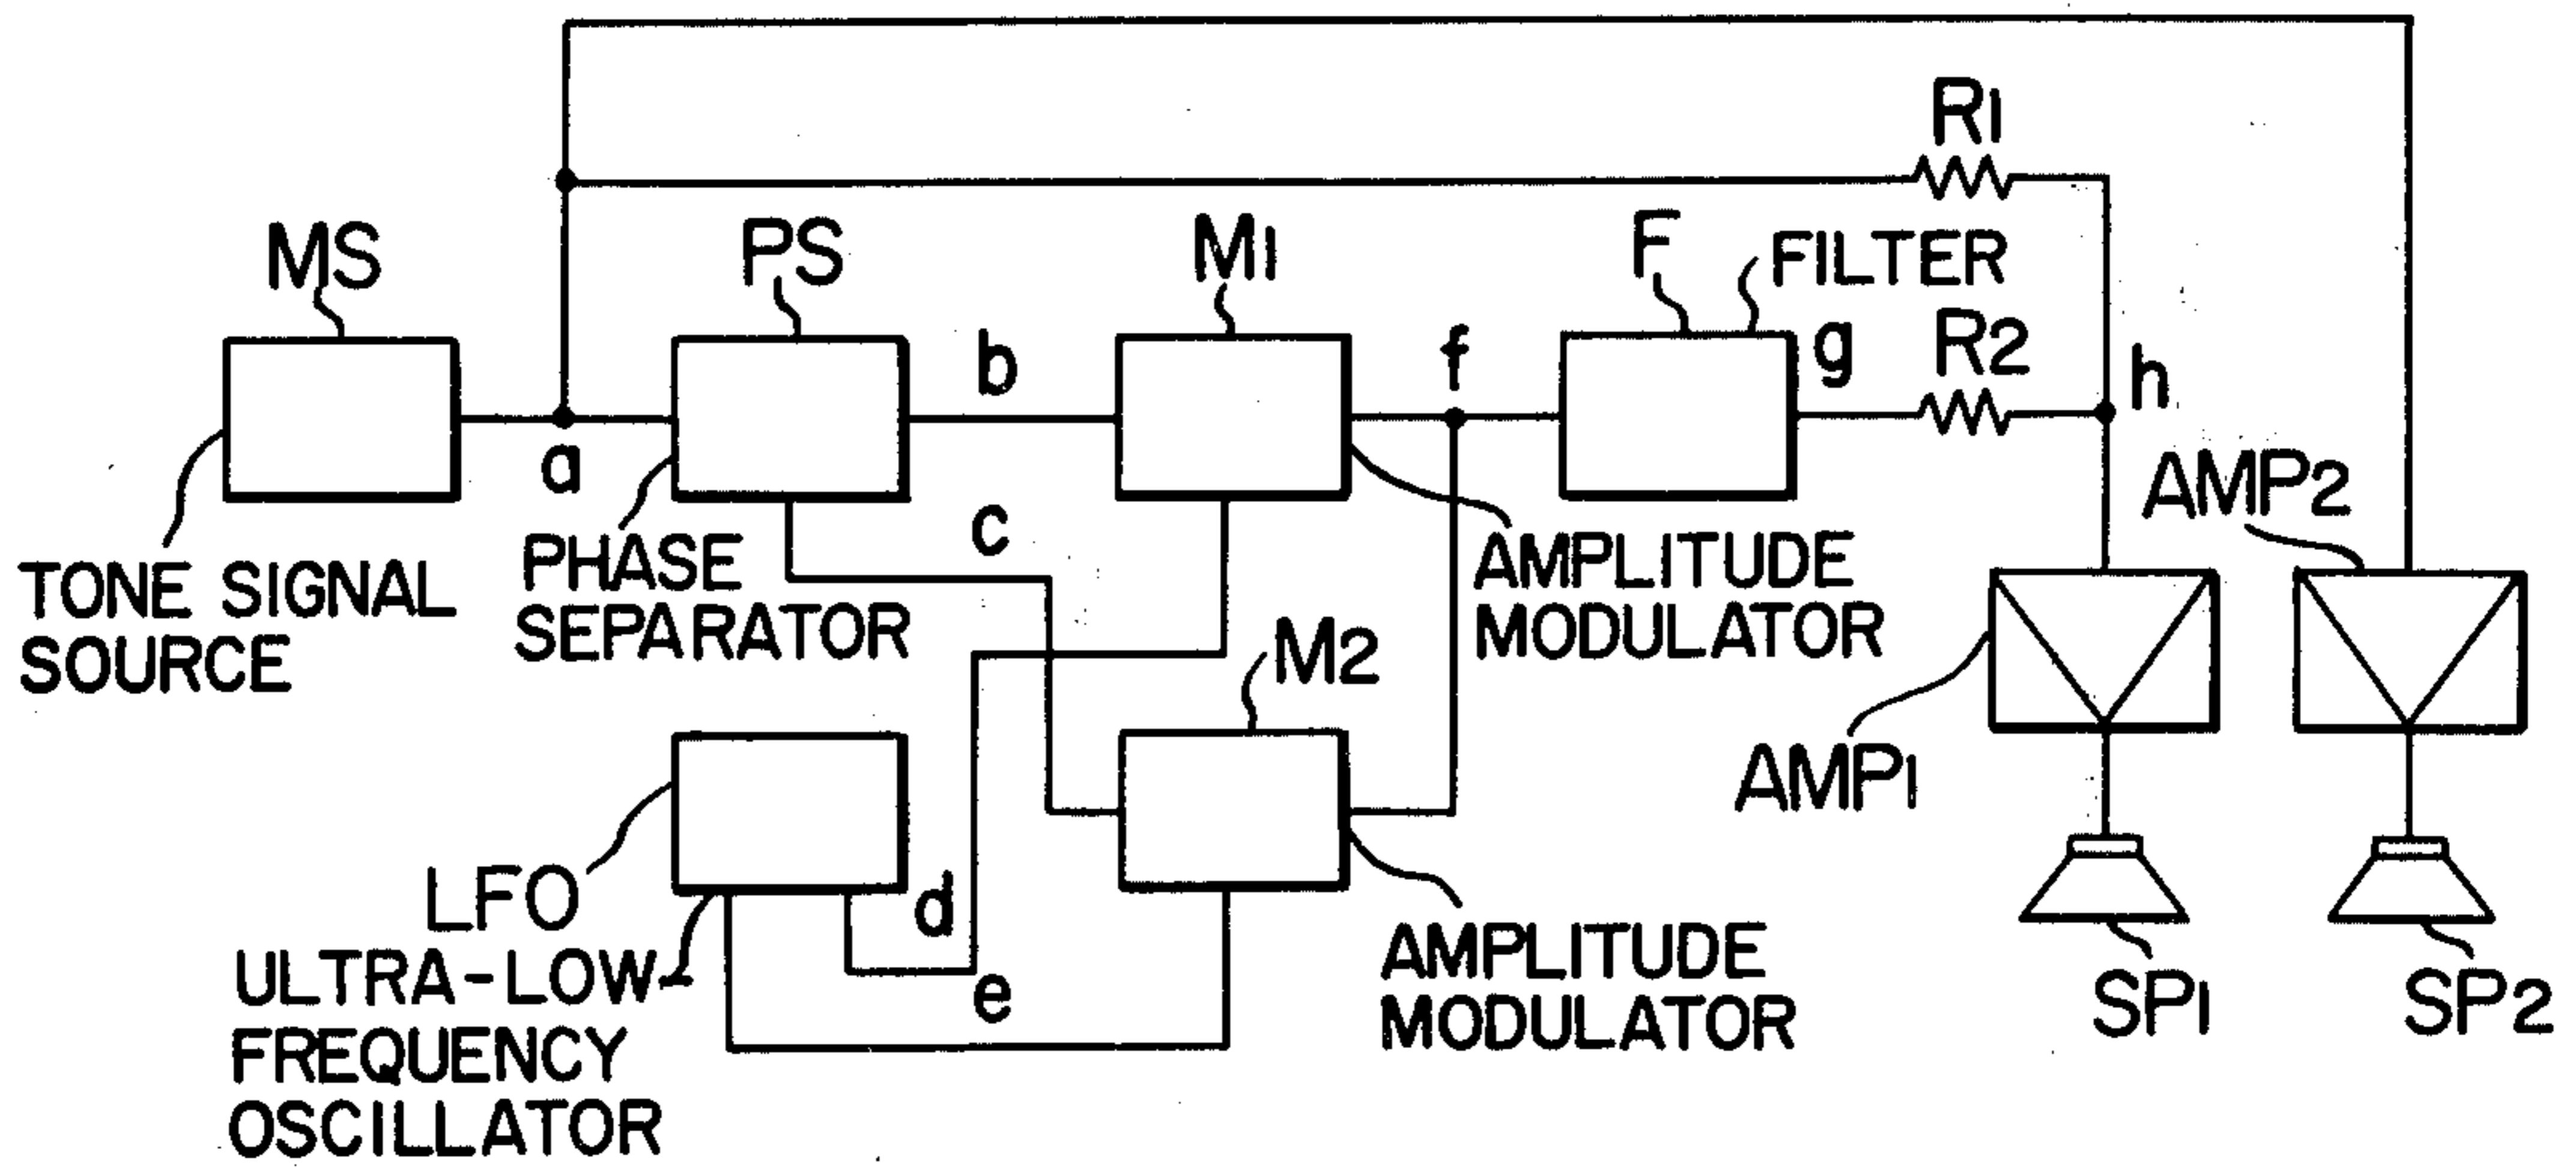 R1
MS
PS
M1
F
FILTER
b
f
g
R2
h
a
c
AMP2
TONE SIGNAL
SOURCE
PHASE
SEPARATOR
AMPLITUDE
MODULATOR
M2
AMP1
LFO
d
ULTRA-LOW
FREQUENCY
OSCILLATOR
e
AMPLITUDE
MODULATOR
SP1
SP2